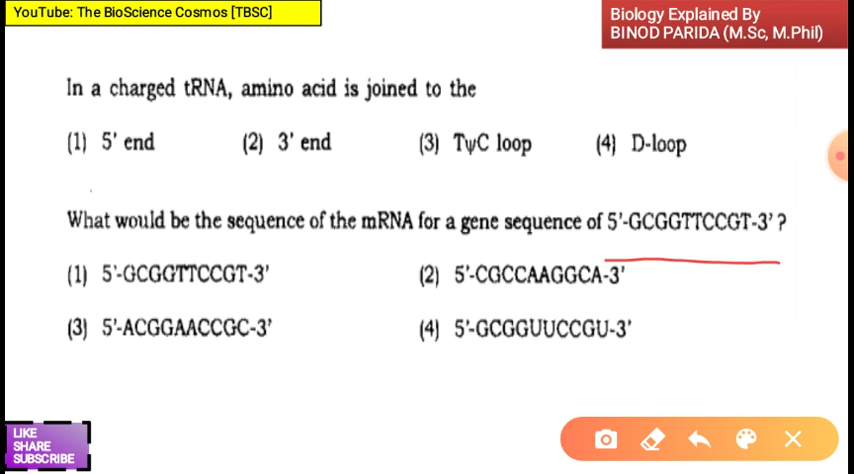 YouTube: The BioScience Cosmos [TBSC]
Biology Explained By
BINOD PARIDA (M.Sc, M.Phil)
In a charged tRNA, amino acid is joined to the
(1) 5' end (2) 3' end (3) TψC loop (4) D-loop
What would be the sequence of the mRNA for a gene sequence of 5'-GCGGTTCCGT-3' ?
(1) 5'-GCGGTTCCGT-3' (2) 5'-CGCCAAGGCA-3'
(3) 5'-ACGGAACCGC-3' (4) 5'-GCGGUUCCGU-3'
LIKE
SHARE
SUBSCRIBE